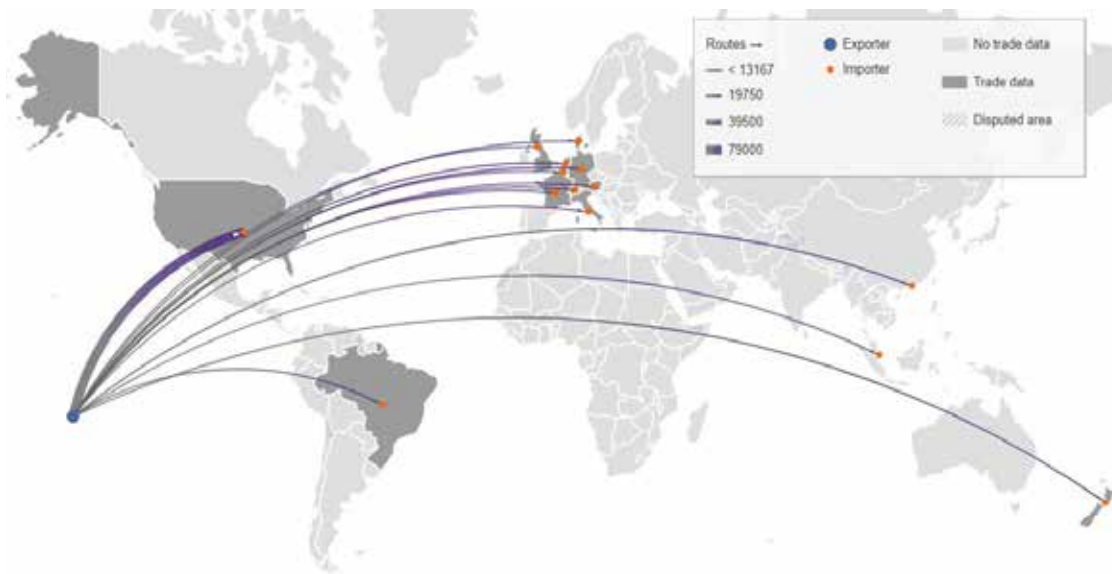 Routes →
< 13167
19750
39500
79000
Exporter
Importer
No trade data
Trade data
Disputed area